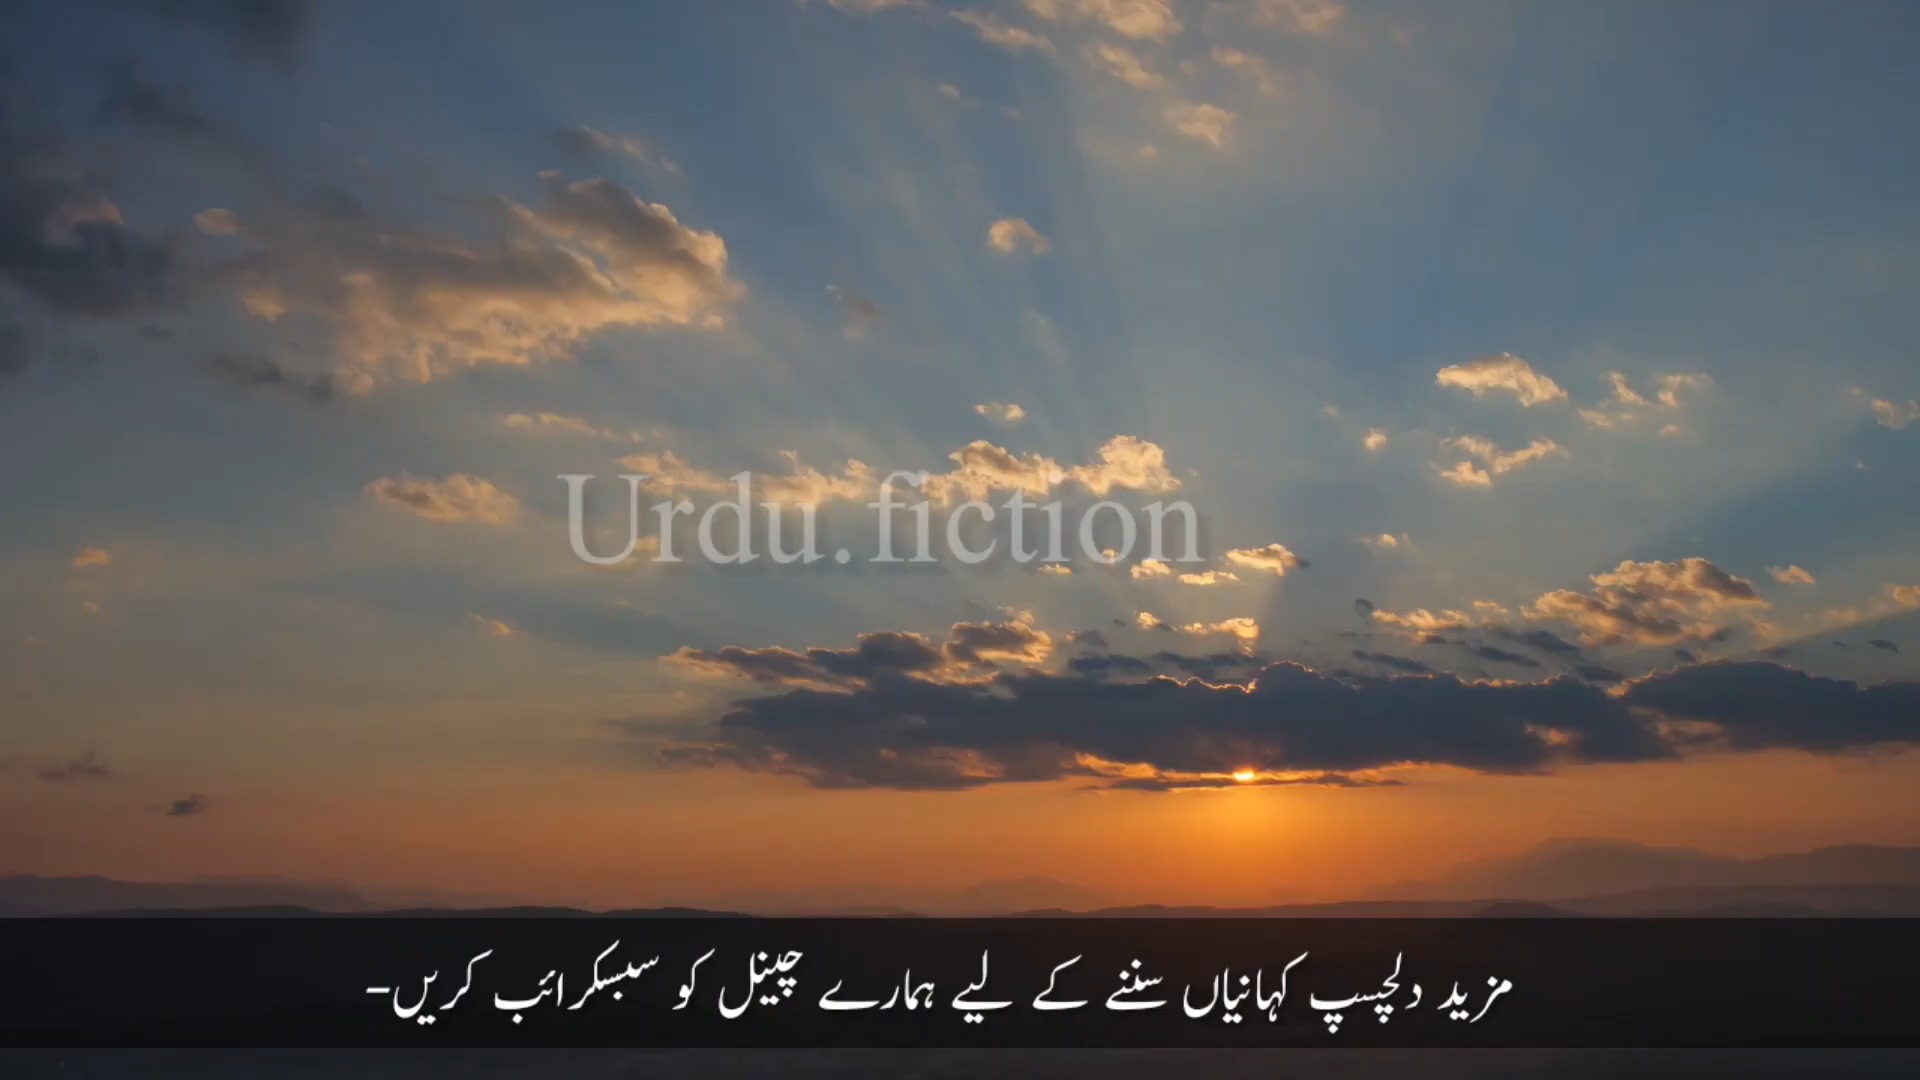 Urdu.fiction
مزید دلچسپ کہانیاں سننے کے لیے ہمارے چینل کو سبسکرائب کریں-